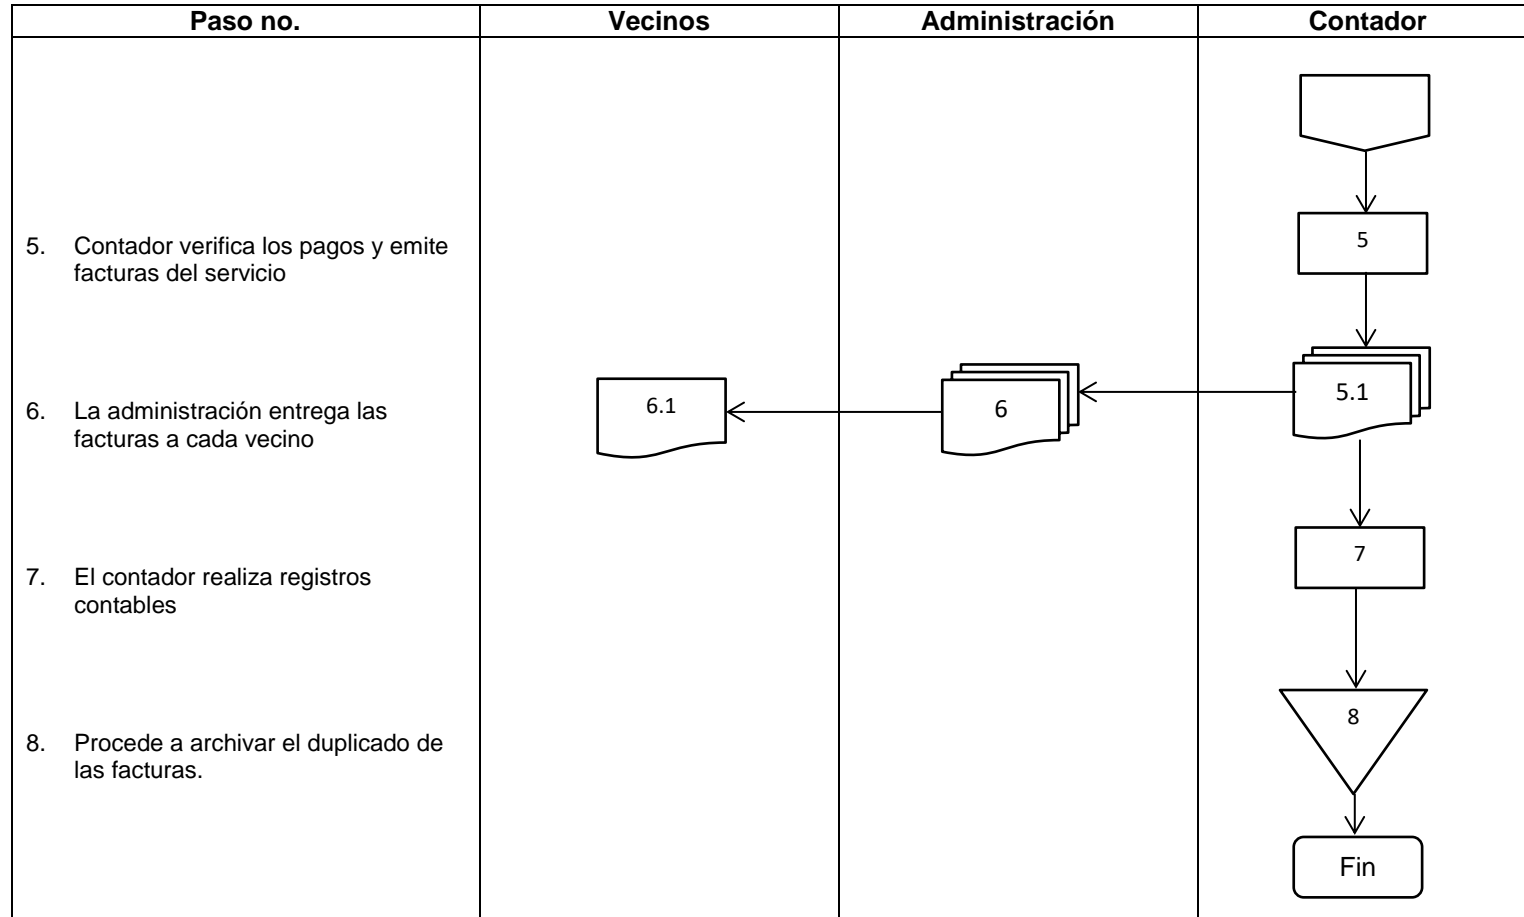 Paso no. Vecinos Administración Contador
5. Contador verifica los pagos y emite
facturas del servicio
5
6. La administración entrega las
facturas a cada vecino
6.1
6
5.1
7. El contador realiza registros
contables
7
8. Procede a archivar el duplicado de
las facturas.
8
Fin